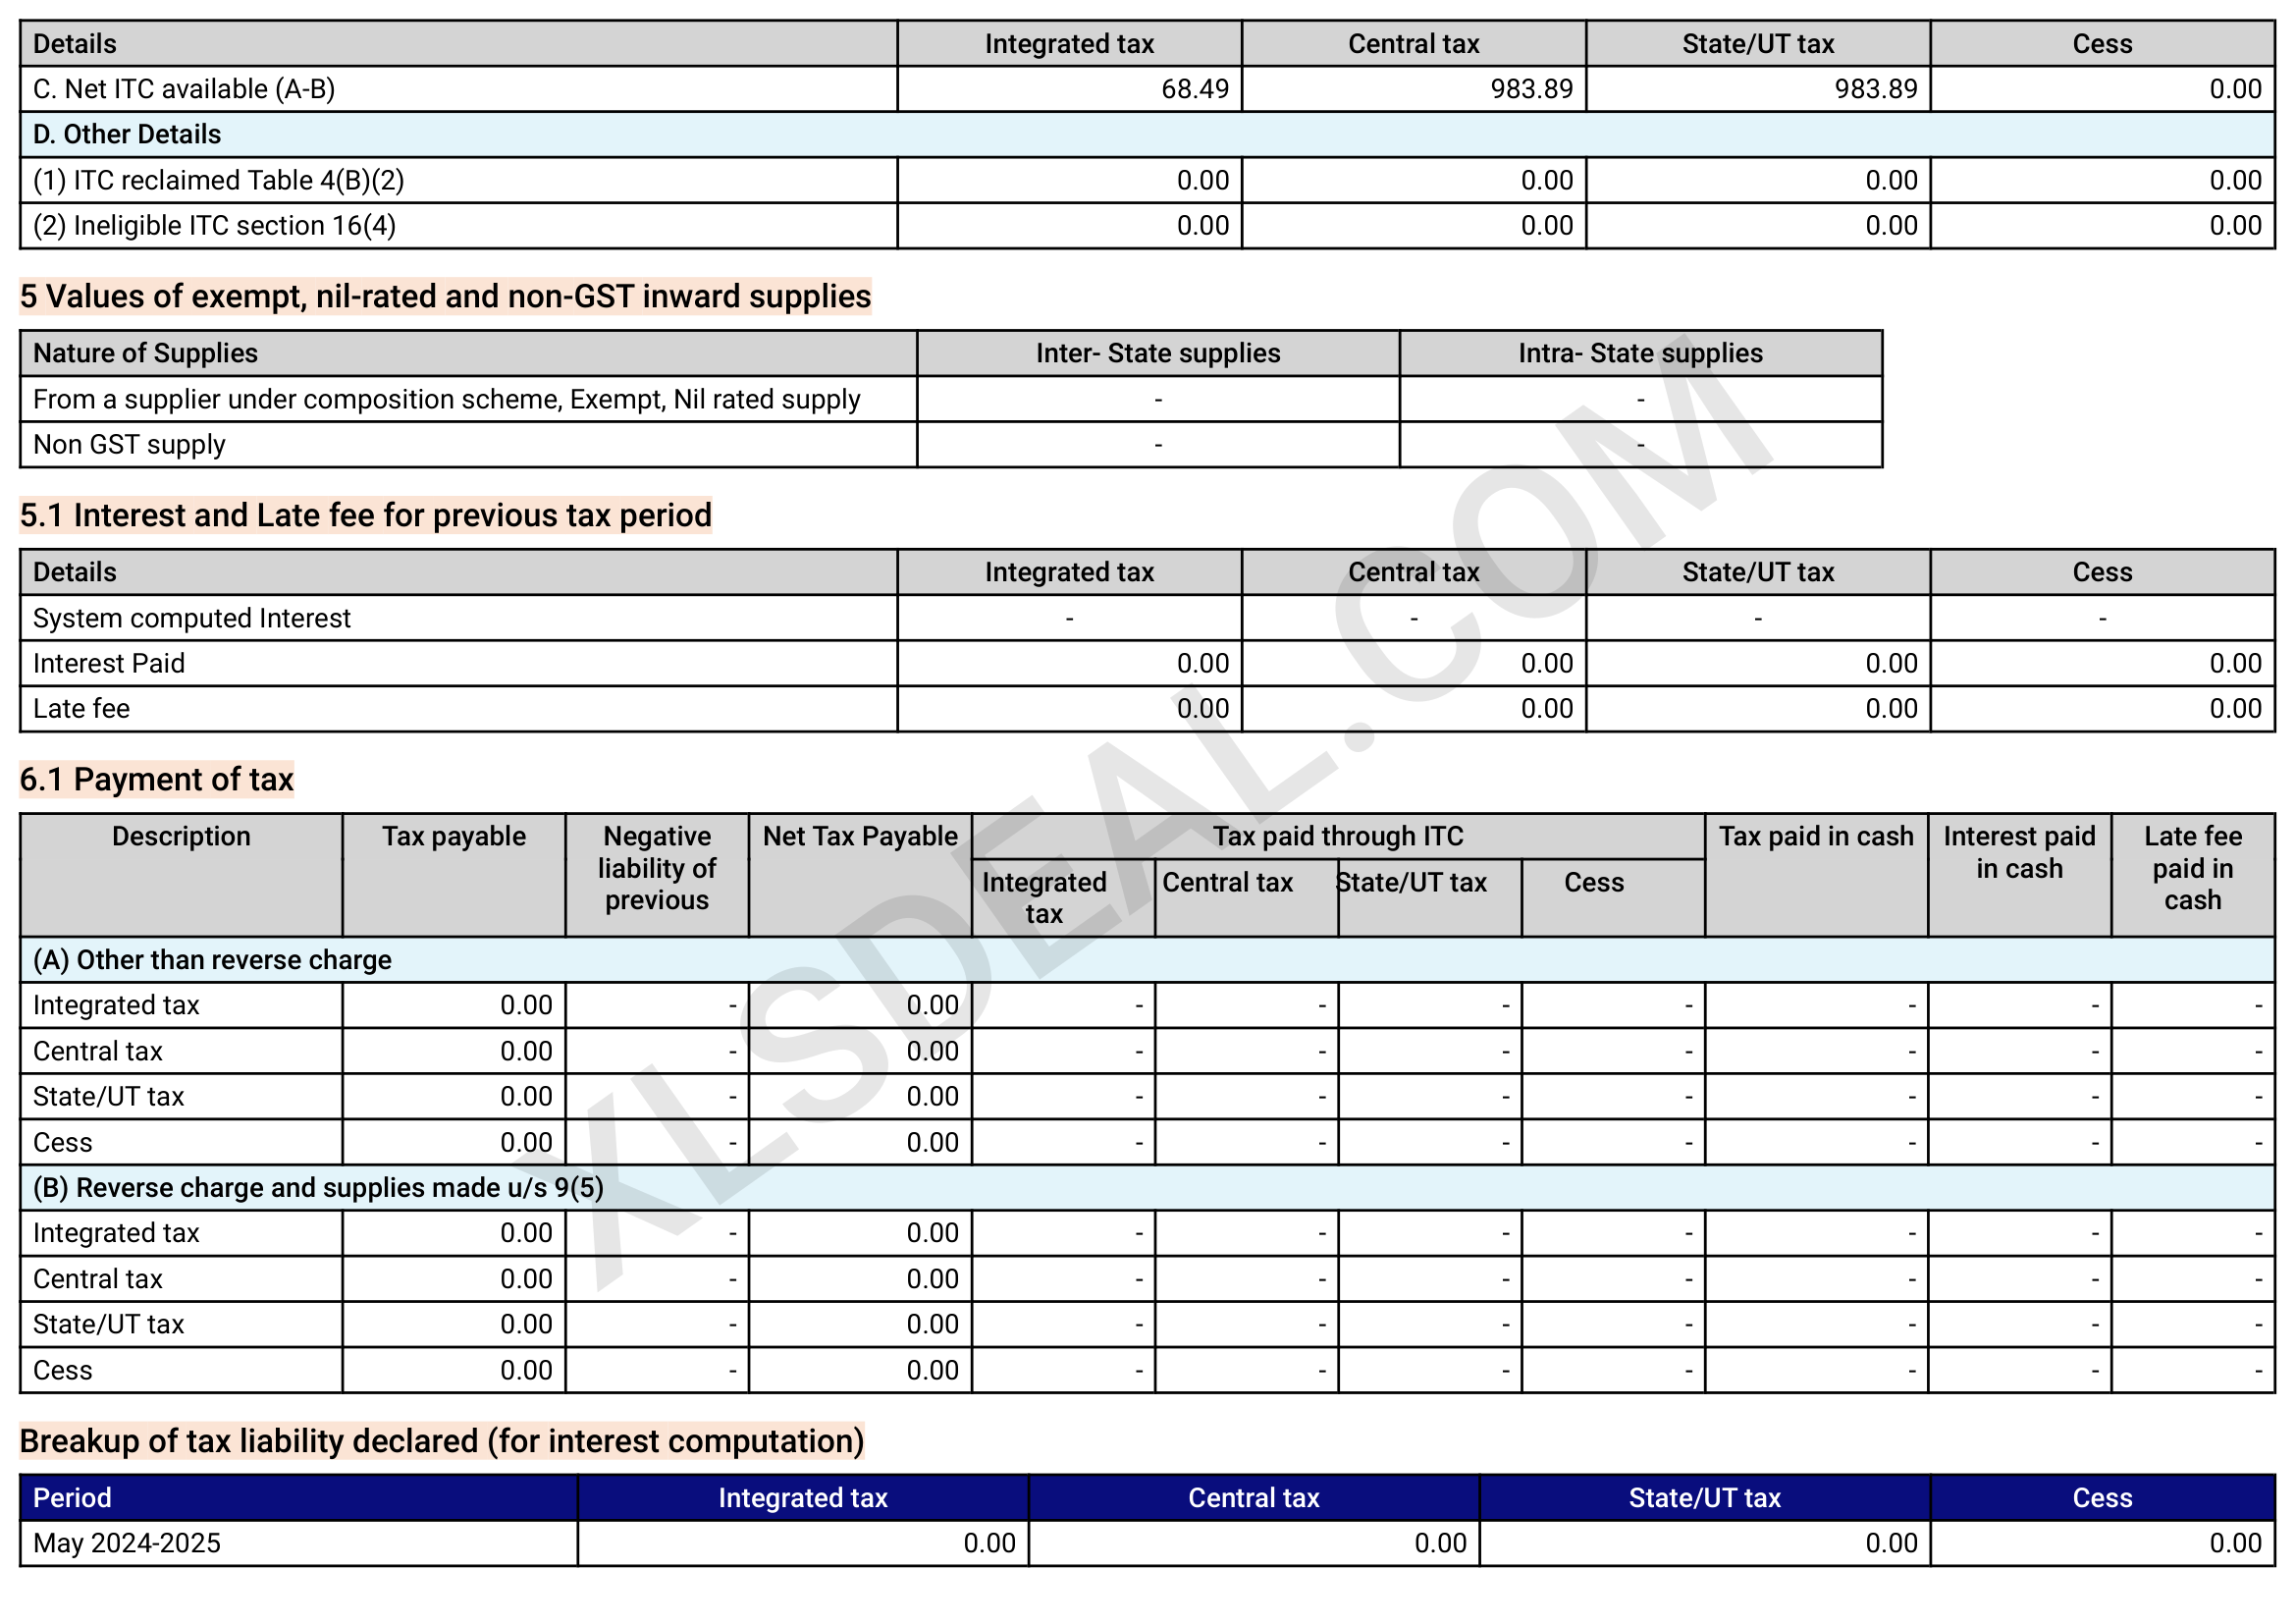 Details Integrated tax Central tax State/UT tax Cess
C. Net ITC available (A-B) 68.49 983.89 983.89 0.00
D. Other Details
(1) ITC reclaimed Table 4(B)(2) 0.00 0.00 0.00 0.00
(2) Ineligible ITC section 16(4) 0.00 0.00 0.00 0.00
5 Values of exempt, nil-rated and non-GST inward supplies
Nature of Supplies Inter- State supplies Intra- State supplies
From a supplier under composition scheme, Exempt, Nil rated supply - -
Non GST supply - -
5.1 Interest and Late fee for previous tax period
Details Integrated tax Central tax State/UT tax Cess
System computed Interest - - - -
Interest Paid 0.00 0.00 0.00 0.00
Late fee 0.00 0.00 0.00 0.00
6.1 Payment of tax
Description Tax payable Negative Net Tax Payable Tax paid through ITC Tax paid in cash Interest paid Late fee
liability of in cash paid in
previous cash
Integrated Central tax State/UT tax Cess
tax
(A) Other than reverse charge
Integrated tax 0.00 - 0.00 - - - - - - -
Central tax 0.00 - 0.00 - - - - - - -
State/UT tax 0.00 - 0.00 - - - - - - -
Cess 0.00 - 0.00 - - - - - - -
(B) Reverse charge and supplies made u/s 9(5)
Integrated tax 0.00 - 0.00 - - - - - - -
Central tax 0.00 - 0.00 - - - - - - -
State/UT tax 0.00 - 0.00 - - - - - - -
Cess 0.00 - 0.00 - - - - - - -
Breakup of tax liability declared (for interest computation)
Period Integrated tax Central tax State/UT tax Cess
May 2024-2025 0.00 0.00 0.00 0.00
XLSDEAL.COM